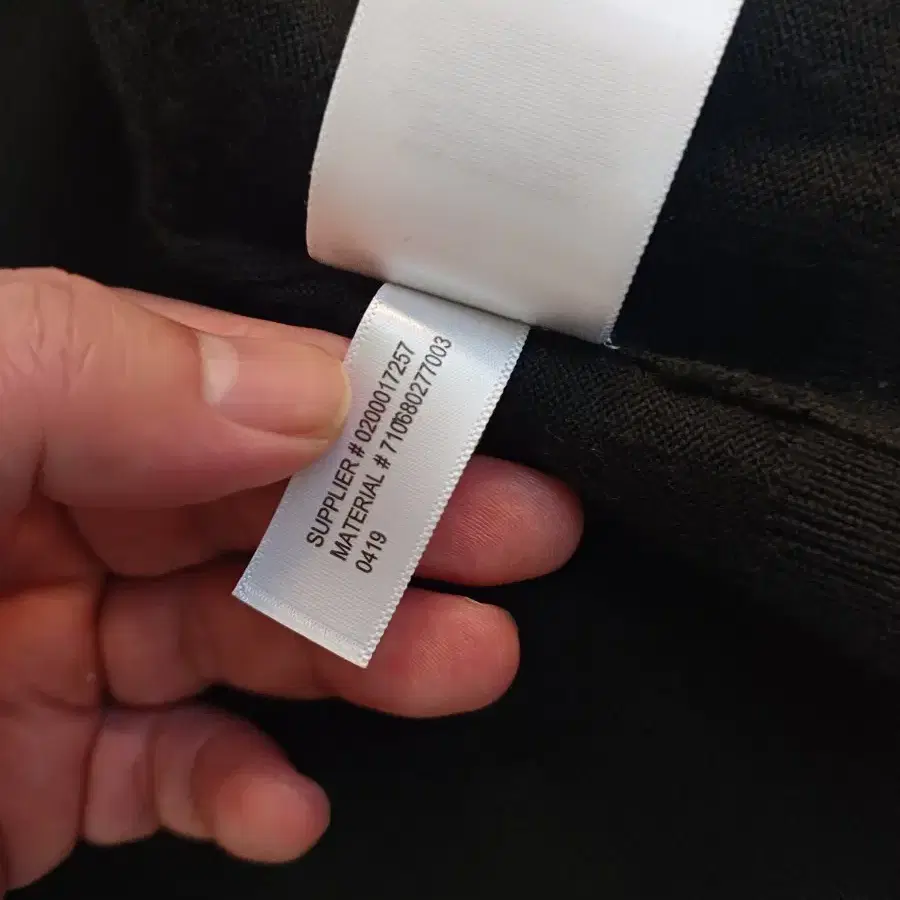 SUPPLIER # 0200017257
MATERIAL # 710680277003
0419